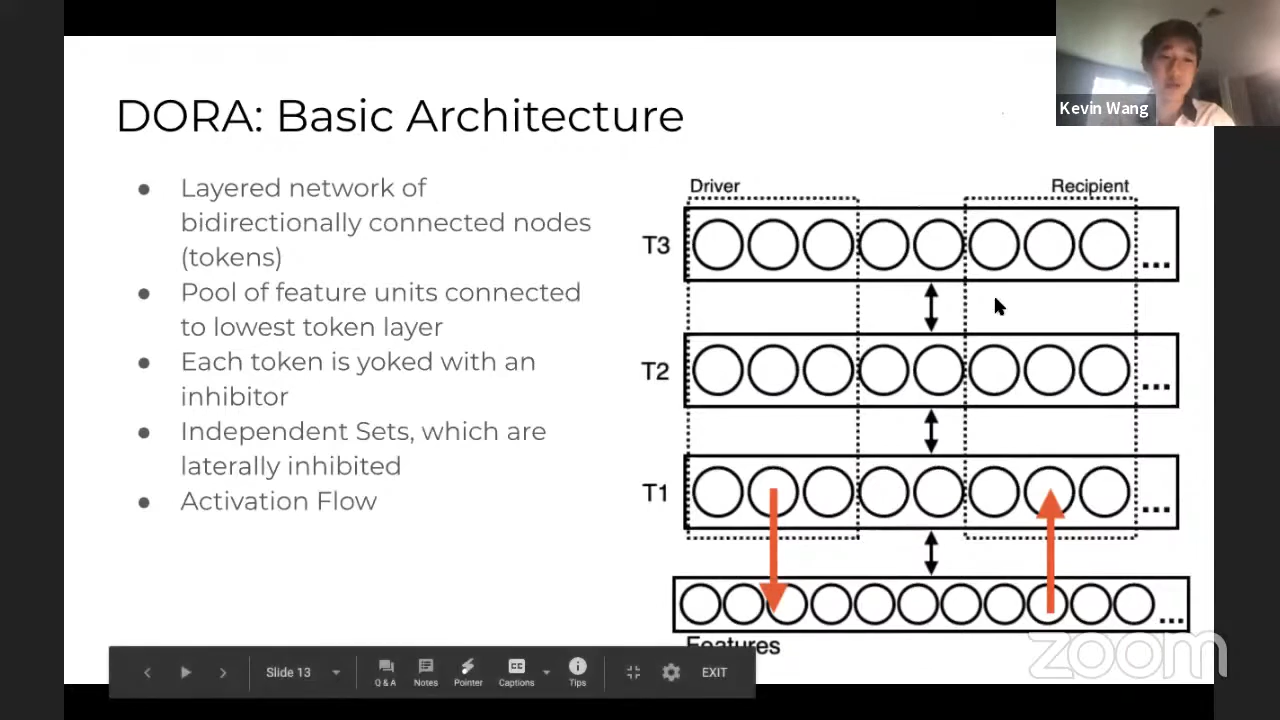 Kevin Wang
DORA: Basic Architecture
● Layered network of
bidirectionally connected nodes
(tokens)
● Pool of feature units connected
to lowest token layer
● Each token is yoked with an
inhibitor
● Independent Sets, which are
laterally inhibited
● Activation Flow
Driver
Recipient
T3
...
T2
...
T1
...
...
Features
Slide 13
Q & A
Notes
Pointer
CC
Captions
Tips
EXIT
zoom